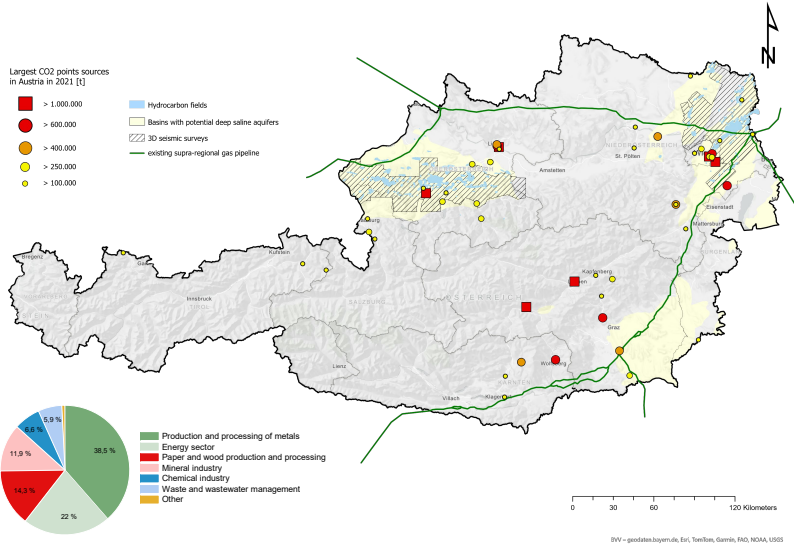 Largest CO2 points sources
in Austria in 2021 [t]
> 1.000.000
> 600.000
> 400.000
> 250.000
> 100.000
Hydrocarbon fields
Basins with potential deep saline aquifers
3D seismic surveys
existing supra-regional gas pipeline
N
NIEDERÖSTERREICH
St. Pölten
Amstetten
Eisenstadt
Mattersburg
Bregenz
Kufstein
Innsbruck
TIROL
SALZBURG
ÖSTERREICH
Kapfenberg
Graz
Lienz
Wolfsberg
KÄRNTEN
Villach
Klagenfurt
38,5 %
22 %
14,3 %
11,9 %
6,6 %
5,9 %
Production and processing of metals
Energy sector
Paper and wood production and processing
Mineral industry
Chemical industry
Waste and wastewater management
Other
0 30 60 120 Kilometers
BVV – geodaten.bayern.de, Esri, TomTom, Garmin, FAO, NOAA, USGS